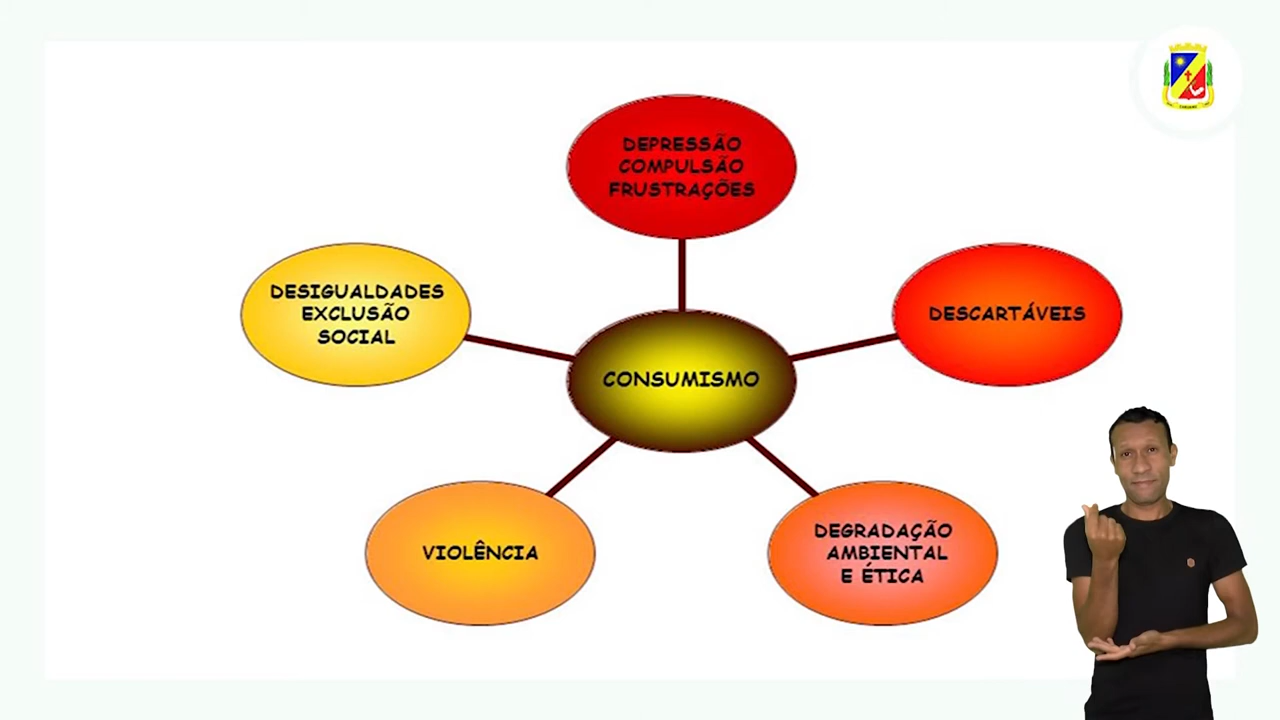 DEPRESSÃO
COMPULSÃO
FRUSTRAÇÕES
DESIGUALDADES
EXCLUSÃO
SOCIAL
DESCARTÁVEIS
CONSUMISMO
VIOLÊNCIA
DEGRADAÇÃO
AMBIENTAL
E ÉTICA